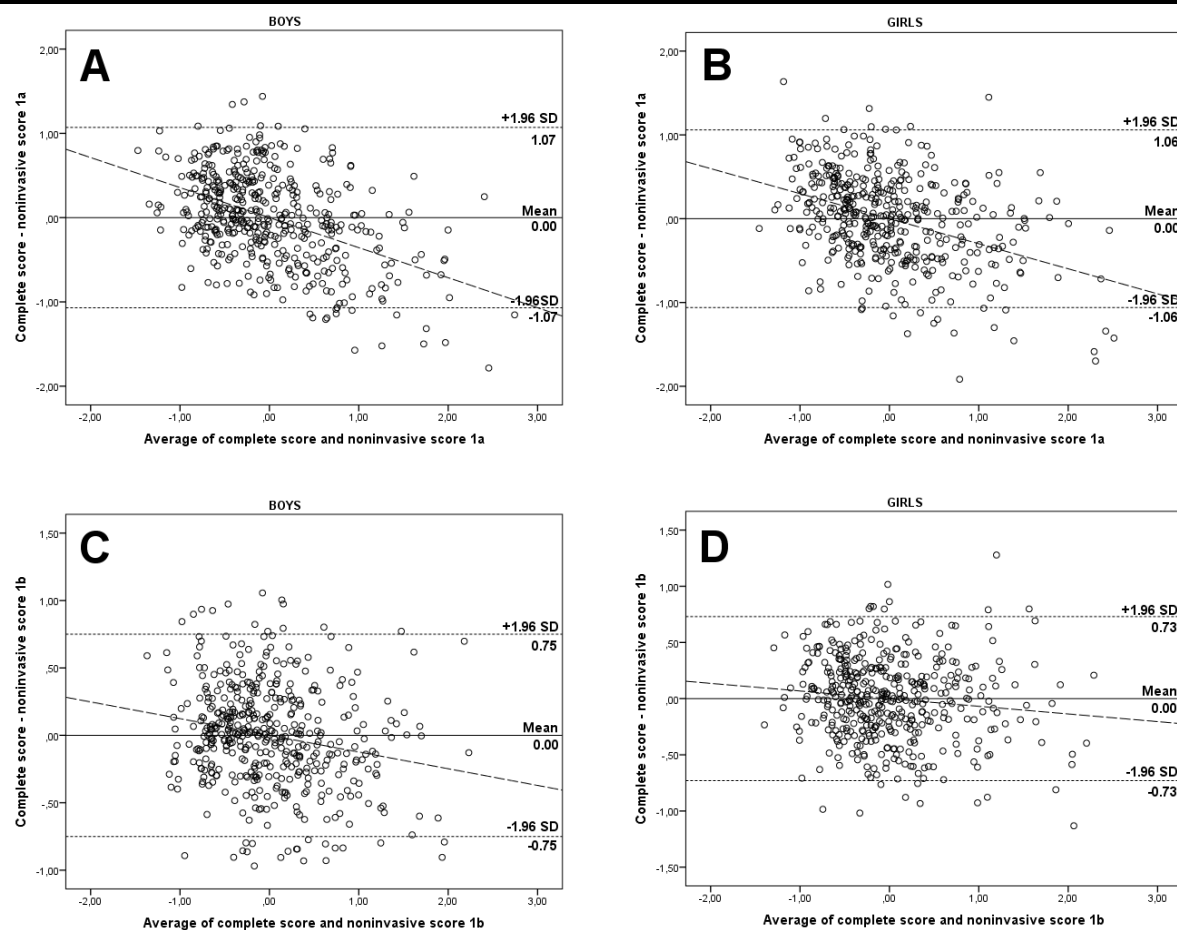 BOYS
A
2,00
1,00
,00
-1,00
-2,00
Complete score - noninvasive score 1a
+1.96 SD
1.07
Mean
0.00
-1.96SD
-1.07
-2,00 -1,00 ,00 1,00 2,00 3,00
Average of complete score and noninvasive score 1a
GIRLS
B
2,00
1,00
,00
-1,00
-2,00
Complete score - noninvasive score 1a
+1.96 SD
1.06
Mean
0.00
-1.96 SD
-1.06
-2,00 -1,00 ,00 1,00 2,00 3,00
Average of complete score and noninvasive score 1a
BOYS
C
1,50
1,00
,50
,00
-,50
-1,00
Complete score - noninvasive score 1b
+1.96 SD
0.75
Mean
0.00
-1.96 SD
-0.75
-2,00 -1,00 ,00 1,00 2,00 3,00
Average of complete score and noninvasive score 1b
GIRLS
D
1,50
1,00
,50
,00
-,50
-1,00
-1,50
Complete score - noninvasive score 1b
+1.96 SD
0.73
Mean
0.00
-1.96 SD
-0.73
-2,00 -1,00 ,00 1,00 2,00 3,00
Average of complete score and noninvasive score 1b